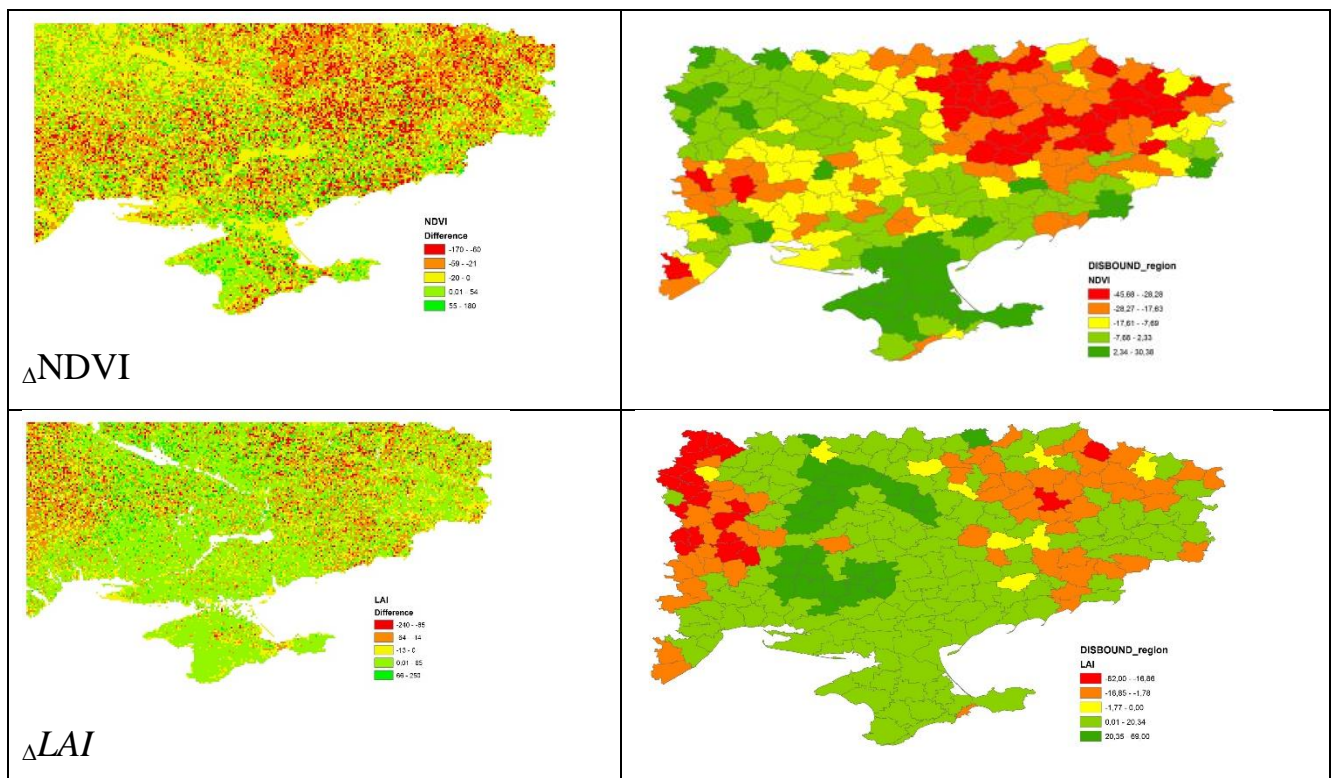 NDVI
Difference
-170 - -60
-59 - -21
-20 - 0
0,01 - 54
55 - 180
ΔNDVI
DISBOUND_region
NDVI
-45,68 - -28,28
-28,27 - -17,63
-17,61 - -7,69
-7,68 - 2,33
2,34 - 30,38
LAI
Difference
-240 - -85
-84 - -14
-13 - 0
0,01 - 65
66 - 250
ΔLAI
DISBOUND_region
LAI
-82,00 - -16,86
-16,85 - -1,78
-1,77 - 0,00
0,01 - 20,34
20,35 - 69,00